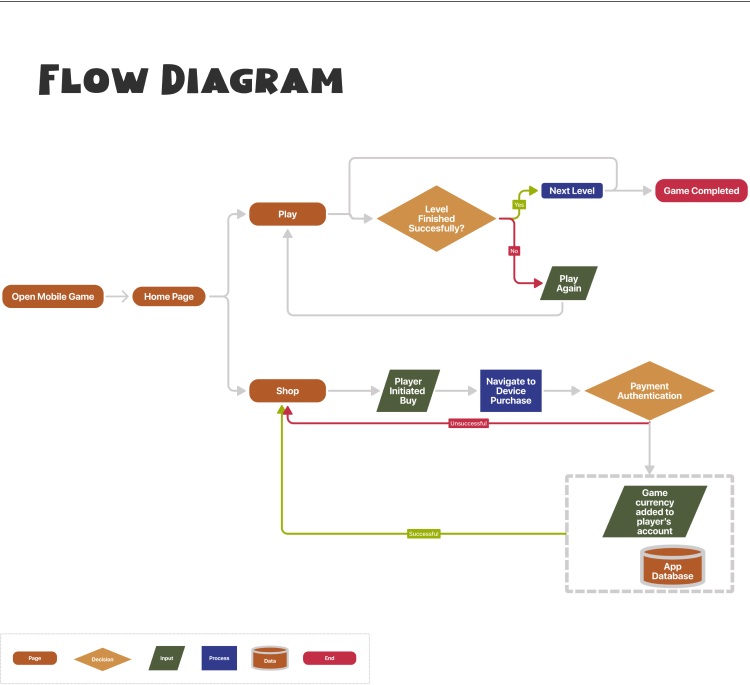 FLOW DIAGRAM
Level
Finished
Succesfully?
Yes
Next Level
Game Completed
Play
No
Play
Again
Open Mobile Game
Home Page
Shop
Player
Initiated
Buy
Navigate to
Device
Purchase
Payment
Authentication
Unsuccessful
Game
currency
added to
player's
account
Successful
App
Database
Page
Decision
Input
Process
Data
End